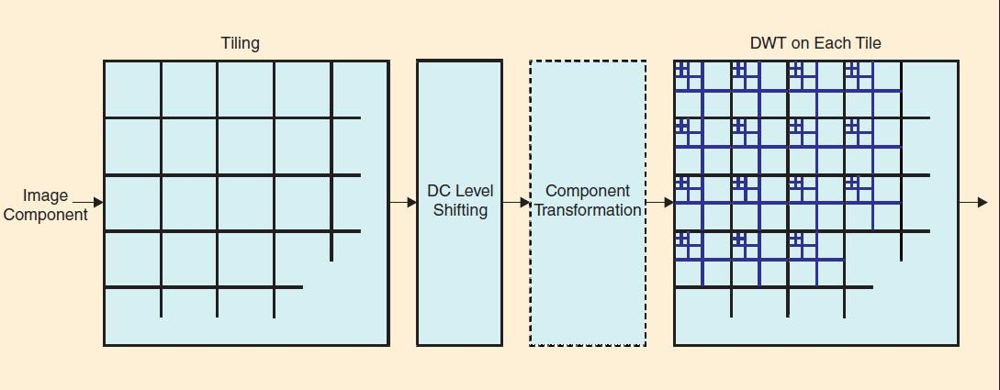 Tiling
DWT on Each Tile
Image
Component
DC Level
Shifting
Component
Transformation